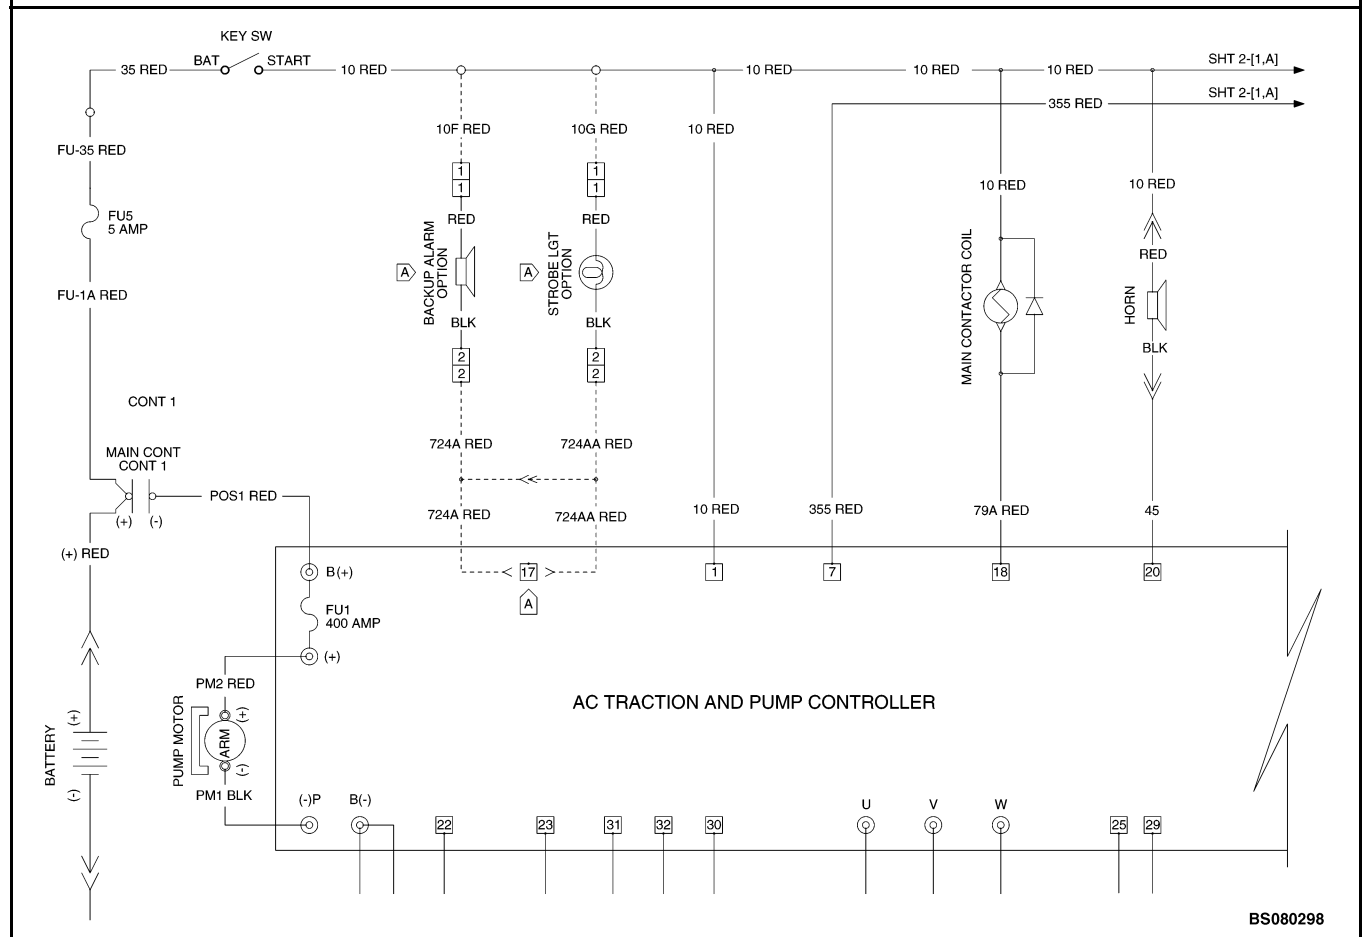 KEY SW
BAT
START
35 RED
10 RED
10 RED
10 RED
10 RED
SHT 2-[1,A]
SHT 2-[1,A]
355 RED
10F RED
10G RED
10 RED
FU-35 RED
1
1
1
1
10 RED
10 RED
FU5
5 AMP
RED
RED
BACKUP ALARM
OPTION
A
STROBE LGT
OPTION
A
MAIN CONTACTOR COIL
RED
HORN
FU-1A RED
BLK
BLK
BLK
2
2
2
2
CONT 1
724A RED
724AA RED
MAIN CONT
CONT 1
POS1 RED
(+)
(-)
724A RED
724AA RED
10 RED
355 RED
79A RED
45
(+) RED
B(+)
17
1
7
18
20
A
FU1
400 AMP
(+)
PM2 RED
AC TRACTION AND PUMP CONTROLLER
BATTERY
(+)
(-)
PUMP MOTOR
ARM
(+)
(-)
PM1 BLK
(-)P
B(-)
U
V
W
22
23
31
32
30
25
29
BS080298